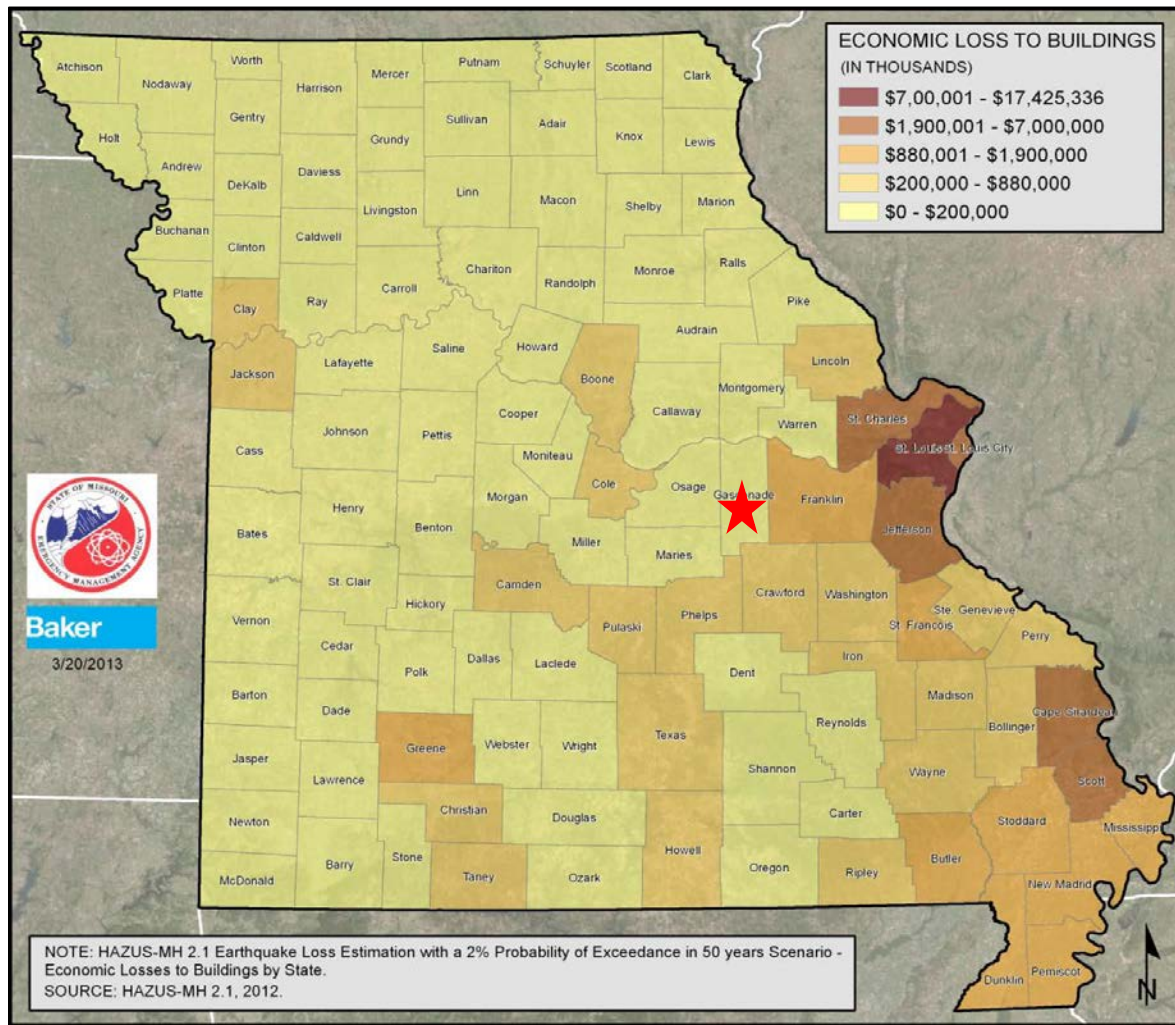 ECONOMIC LOSS TO BUILDINGS
(IN THOUSANDS)
$7,00,001 - $17,425,336
$1,900,001 - $7,000,000
$880,001 - $1,900,000
$200,000 - $880,000
$0 - $200,000
Atchison
Nodaway
Worth
Harrison
Mercer
Putnam
Schuyler
Scotland
Clark
Holt
Gentry
Sullivan
Adair
Knox
Lewis
Andrew
Grundy
DeKalb
Daviess
Linn
Macon
Shelby
Marion
Livingston
Buchanan
Clinton
Caldwell
Chariton
Randolph
Monroe
Ralls
Platte
Ray
Carroll
Pike
Clay
Audrain
Jackson
Lafayette
Saline
Howard
Boone
Lincoln
Montgomery
Callaway
Cooper
Warren
St. Charles
Cass
Johnson
Pettis
Moniteau
St. Louis
St. Louis City
Cole
Osage
Gasconade
Franklin
Morgan
Henry
Benton
Bates
Miller
Maries
Jefferson
STATE OF MISSOURI
EMERGENCY MANAGEMENT AGENCY
St. Clair
Camden
Crawford
Washington
Hickory
Pulaski
Phelps
Ste. Genevieve
St. Francois
Vernon
Baker
Perry
3/20/2013
Cedar
Polk
Dallas
Laclede
Iron
Dent
Barton
Madison
Dade
Reynolds
Bollinger
Cape Girardeau
Texas
Greene
Webster
Wright
Jasper
Shannon
Wayne
Lawrence
Scott
Christian
Douglas
Carter
Newton
Stoddard
Mississippi
Howell
Stone
Barry
Butler
Oregon
Ripley
Taney
Ozark
McDonald
New Madrid
Dunklin
Pemiscot
NOTE: HAZUS-MH 2.1 Earthquake Loss Estimation with a 2% Probability of Exceedance in 50 years Scenario -
Economic Losses to Buildings by State.
SOURCE: HAZUS-MH 2.1, 2012.
N